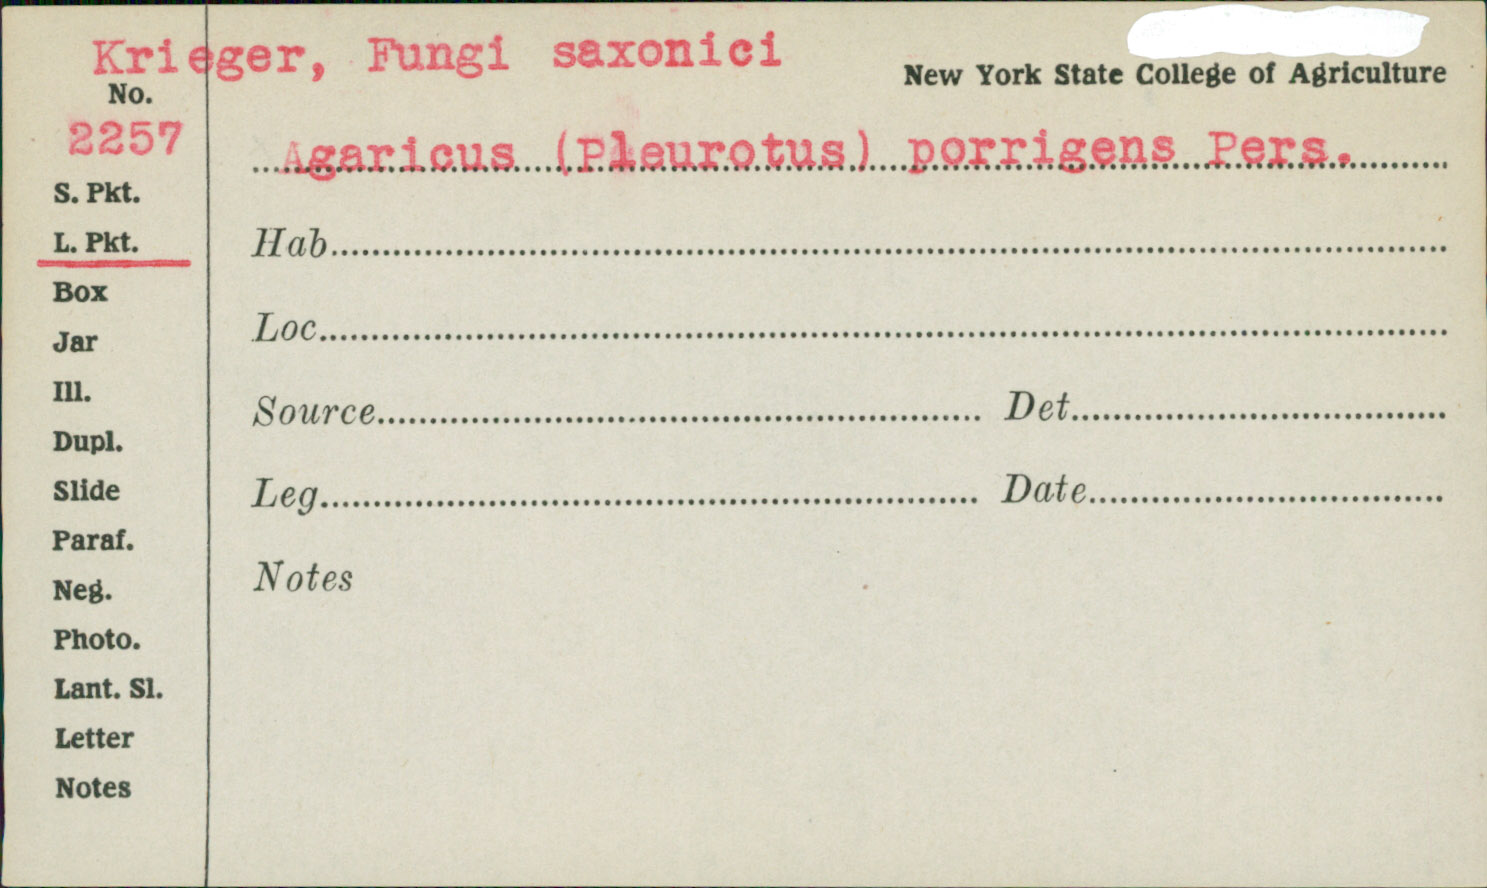 Krieger, Fungi saxonici
New York State College of Agriculture
No.
2257
Agaricus (Pleurotus) porrigens Pers.
S. Pkt.
L. Pkt.
Hab
Box
Loc
Jar
Ill.
Source Det
Dupl.
Slide
Leg Date
Paraf.
Notes
Neg.
Photo.
Lant. Sl.
Letter
Notes